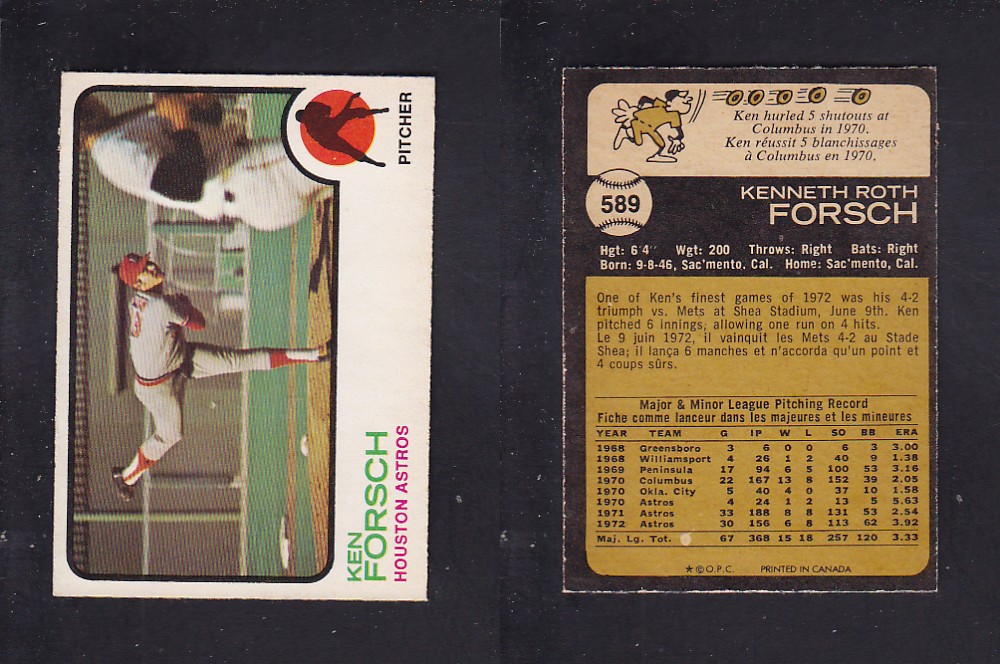 PITCHER
KEN
FORSCH
HOUSTON ASTROS
Ken hurled 5 shutouts at
Columbus in 1970.
Ken réussit 5 blanchissages
à Columbus en 1970.
589
KENNETH ROTH
FORSCH
Hgt: 6'4" Wgt: 200 Throws: Right Bats: Right
Born: 9-8-46, Sac'mento, Cal. Home: Sac'mento, Cal.
One of Ken's finest games of 1972 was his 4-2
triumph vs. Mets at Shea Stadium, June 9th. Ken
pitched 6 innings, allowing one run on 4 hits.
Le 9 juin 1972, il vainquit les Mets 4-2 au Stade
Shea; il lança 6 manches et n'accorda qu'un point et
4 coups sûrs.
Major & Minor League Pitching Record
Fiche comme lanceur dans les majeures et les mineures
YEAR TEAM G IP W L SO BB ERA
1968 Greensboro 3 6 0 0 6 3 3.00
1968 Williamsport 4 26 1 2 40 9 1.38
1969 Peninsula 17 94 6 5 100 53 3.16
1970 Columbus 22 167 13 8 152 39 2.05
1970 Okla. City 5 40 4 0 37 10 1.58
1970 Astros 4 24 1 2 13 5 5.63
1971 Astros 33 188 8 8 131 53 2.54
1972 Astros 30 156 6 8 113 62 3.92
Maj. Lg. Tot. 67 368 15 18 257 120 3.33
★ © O.P.C. PRINTED IN CANADA